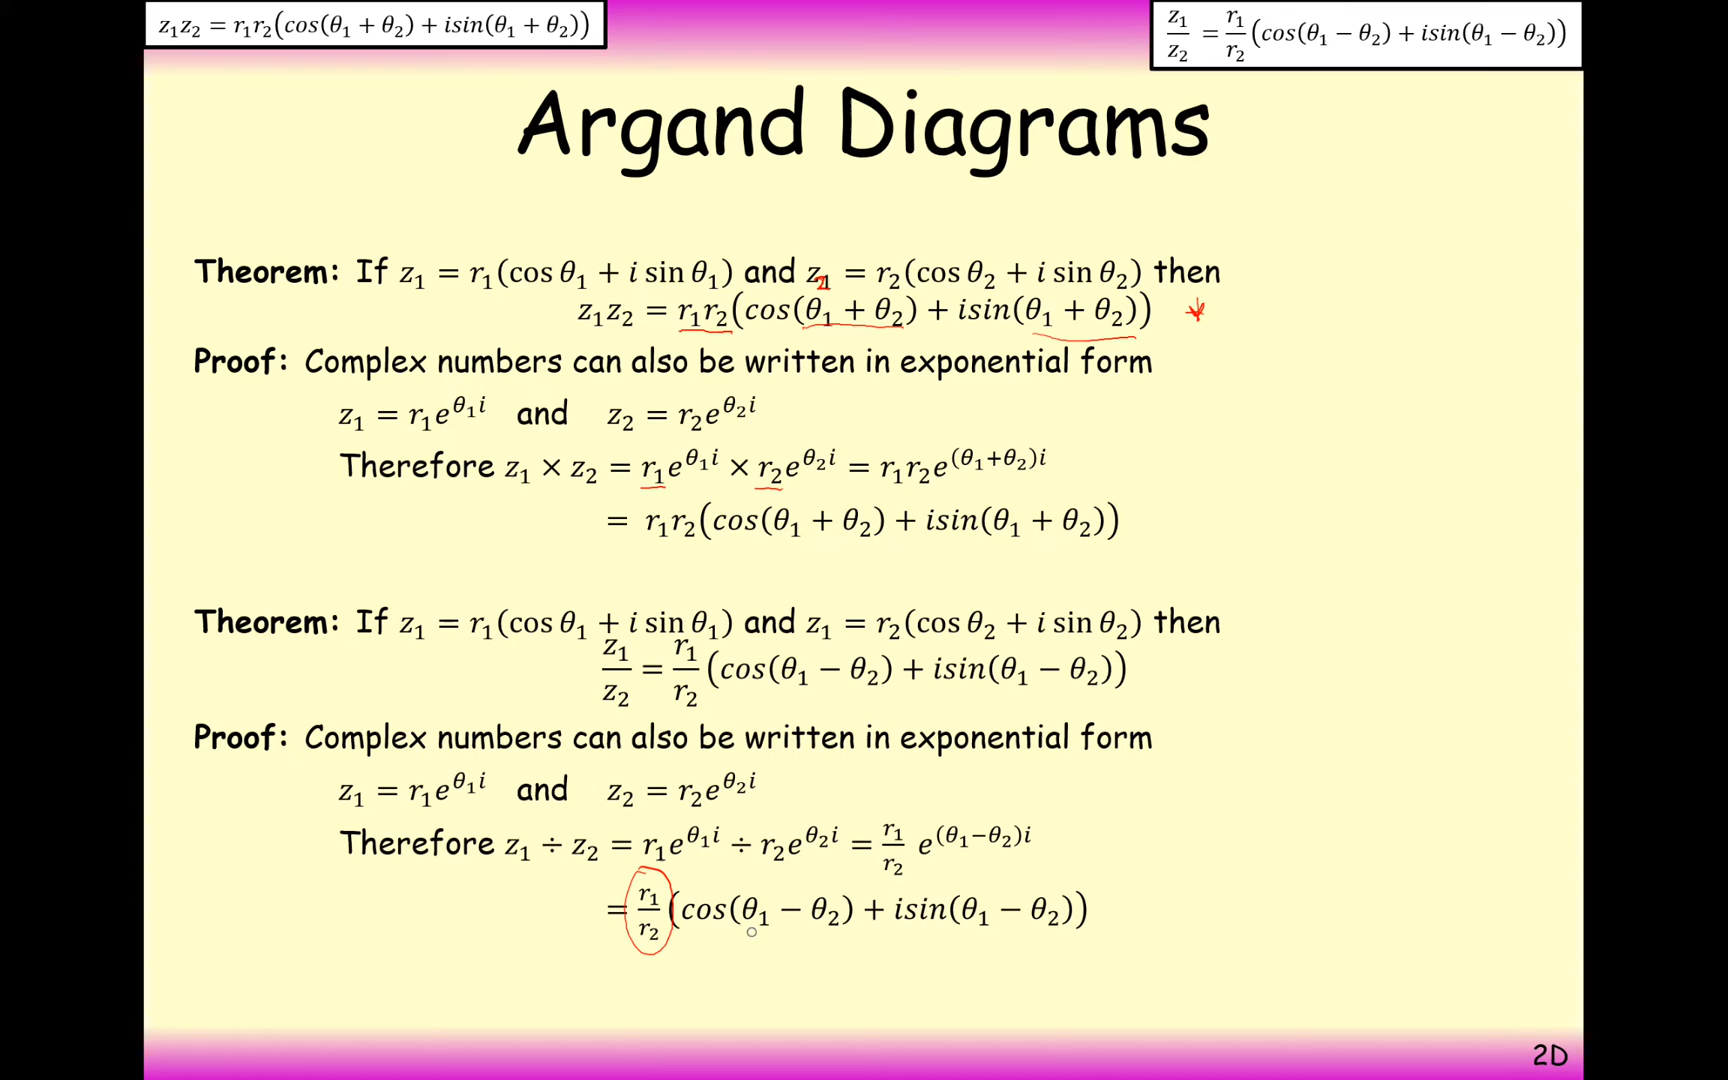 z₁z₂ = r₁r₂(cos(θ₁ + θ₂) + isin(θ₁ + θ₂))
z₁/z₂ = r₁/r₂ (cos(θ₁ − θ₂) + isin(θ₁ − θ₂))
Argand Diagrams
Theorem: If z₁ = r₁(cos θ₁ + i sin θ₁) and z₁ = r₂(cos θ₂ + i sin θ₂) then
2
z₁z₂ = r₁r₂(cos(θ₁ + θ₂) + isin(θ₁ + θ₂))
Proof: Complex numbers can also be written in exponential form
z₁ = r₁e^(θ₁i) and z₂ = r₂e^(θ₂i)
Therefore z₁ × z₂ = r₁e^(θ₁i) × r₂e^(θ₂i) = r₁r₂e^((θ₁+θ₂)i)
= r₁r₂(cos(θ₁ + θ₂) + isin(θ₁ + θ₂))
Theorem: If z₁ = r₁(cos θ₁ + i sin θ₁) and z₁ = r₂(cos θ₂ + i sin θ₂) then
z₁/z₂ = r₁/r₂ (cos(θ₁ − θ₂) + isin(θ₁ − θ₂))
Proof: Complex numbers can also be written in exponential form
z₁ = r₁e^(θ₁i) and z₂ = r₂e^(θ₂i)
Therefore z₁ ÷ z₂ = r₁e^(θ₁i) ÷ r₂e^(θ₂i) = r₁/r₂ e^((θ₁−θ₂)i)
= r₁/r₂ (cos(θ₁ − θ₂) + isin(θ₁ − θ₂))
2D